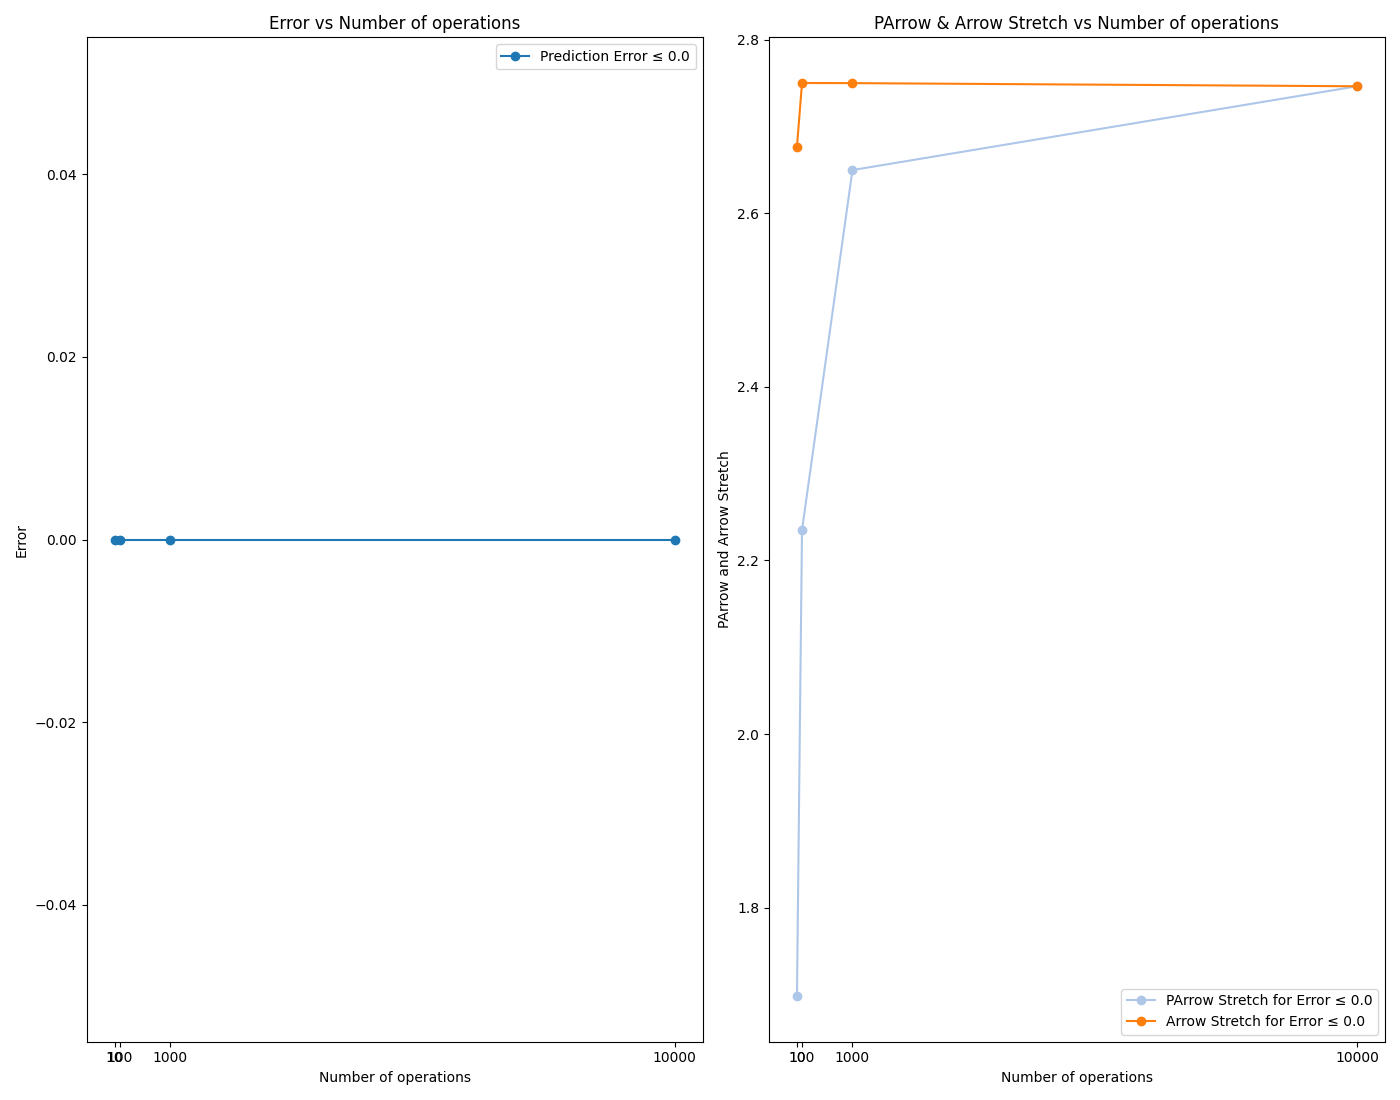 Error vs Number of operations
Prediction Error ≤ 0.0
0.04
0.02
0.00
−0.02
−0.04
Error
10
100
1000
10000
Number of operations
PArrow & Arrow Stretch vs Number of operations
2.8
2.6
2.4
2.2
2.0
1.8
PArrow and Arrow Stretch
PArrow Stretch for Error ≤ 0.0
Arrow Stretch for Error ≤ 0.0
10
100
1000
10000
Number of operations